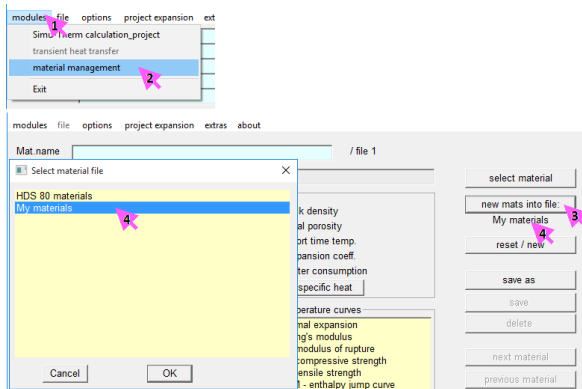 modules file options project expansion ext
1
Simu-Therm calculation_project
transient heat transfer
material management
2
Exit
modules file options project expansion extras about
Mat.name / file 1
Select material file
HDS 80 materials
My materials
4
Cancel OK
k density
al porosity
ort time temp.
pansion coeff.
ter consumption
specific heat
perature curves
mal expansion
ng's modulus
modulus of rupture
compressive strength
ensile strength
- enthalpy jump curve
select material
new mats into file:
3
My materials
4
reset / new
save as
save
delete
next material
previous material